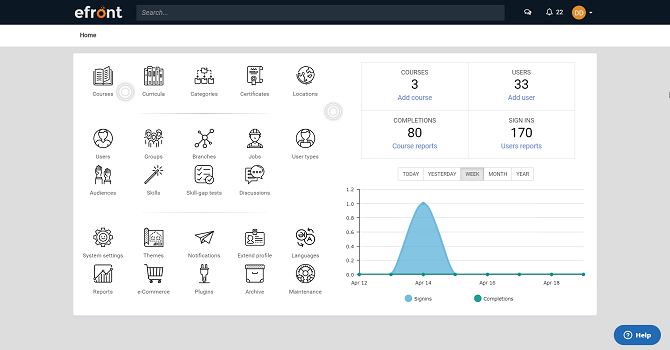 efront
Search...
22
DD
Home
Courses
Curricula
Categories
Certificates
Locations
Users
Groups
Branches
Jobs
User types
Audiences
Skills
Skill-gap tests
Discussions
System settings
Themes
Notifications
Extend profile
Languages
Reports
e-Commerce
Plugins
Archive
Maintenance
COURSES
3
Add course
USERS
33
Add user
COMPLETIONS
80
Course reports
SIGN INS
170
Users reports
TODAY YESTERDAY WEEK MONTH YEAR
1.2
1.0
0.8
0.6
0.4
0.2
0.0
Apr 12 Apr 14 Apr 16 Apr 18
Signins Completions
Help